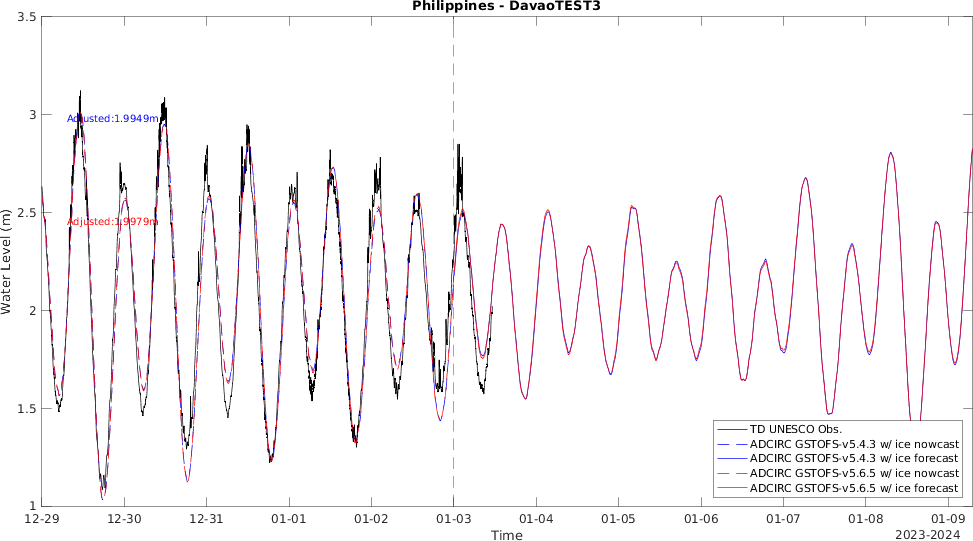 Philippines - DavaoTEST3
3.5
3
2.5
2
1.5
1
Water Level (m)
Adjusted:1.9949m
Adjusted:1.9979m
TD UNESCO Obs.
ADCIRC GSTOFS-v5.4.3 w/ ice nowcast
ADCIRC GSTOFS-v5.4.3 w/ ice forecast
ADCIRC GSTOFS-v5.6.5 w/ ice nowcast
ADCIRC GSTOFS-v5.6.5 w/ ice forecast
12-29 12-30 12-31 01-01 01-02 01-03 01-04 01-05 01-06 01-07 01-08 01-09
Time
2023-2024